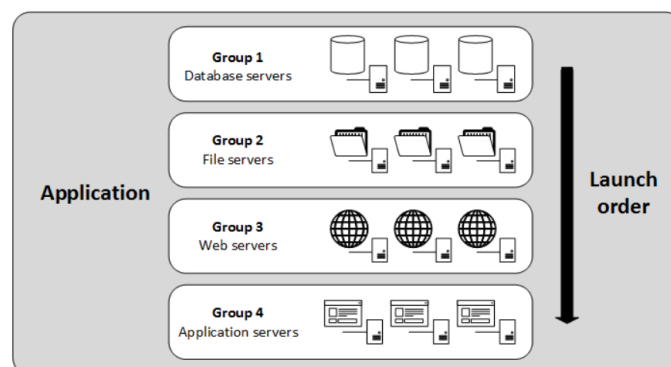 Application
Group 1
Database servers
Group 2
File servers
Group 3
Web servers
Group 4
Application servers
Launch
order